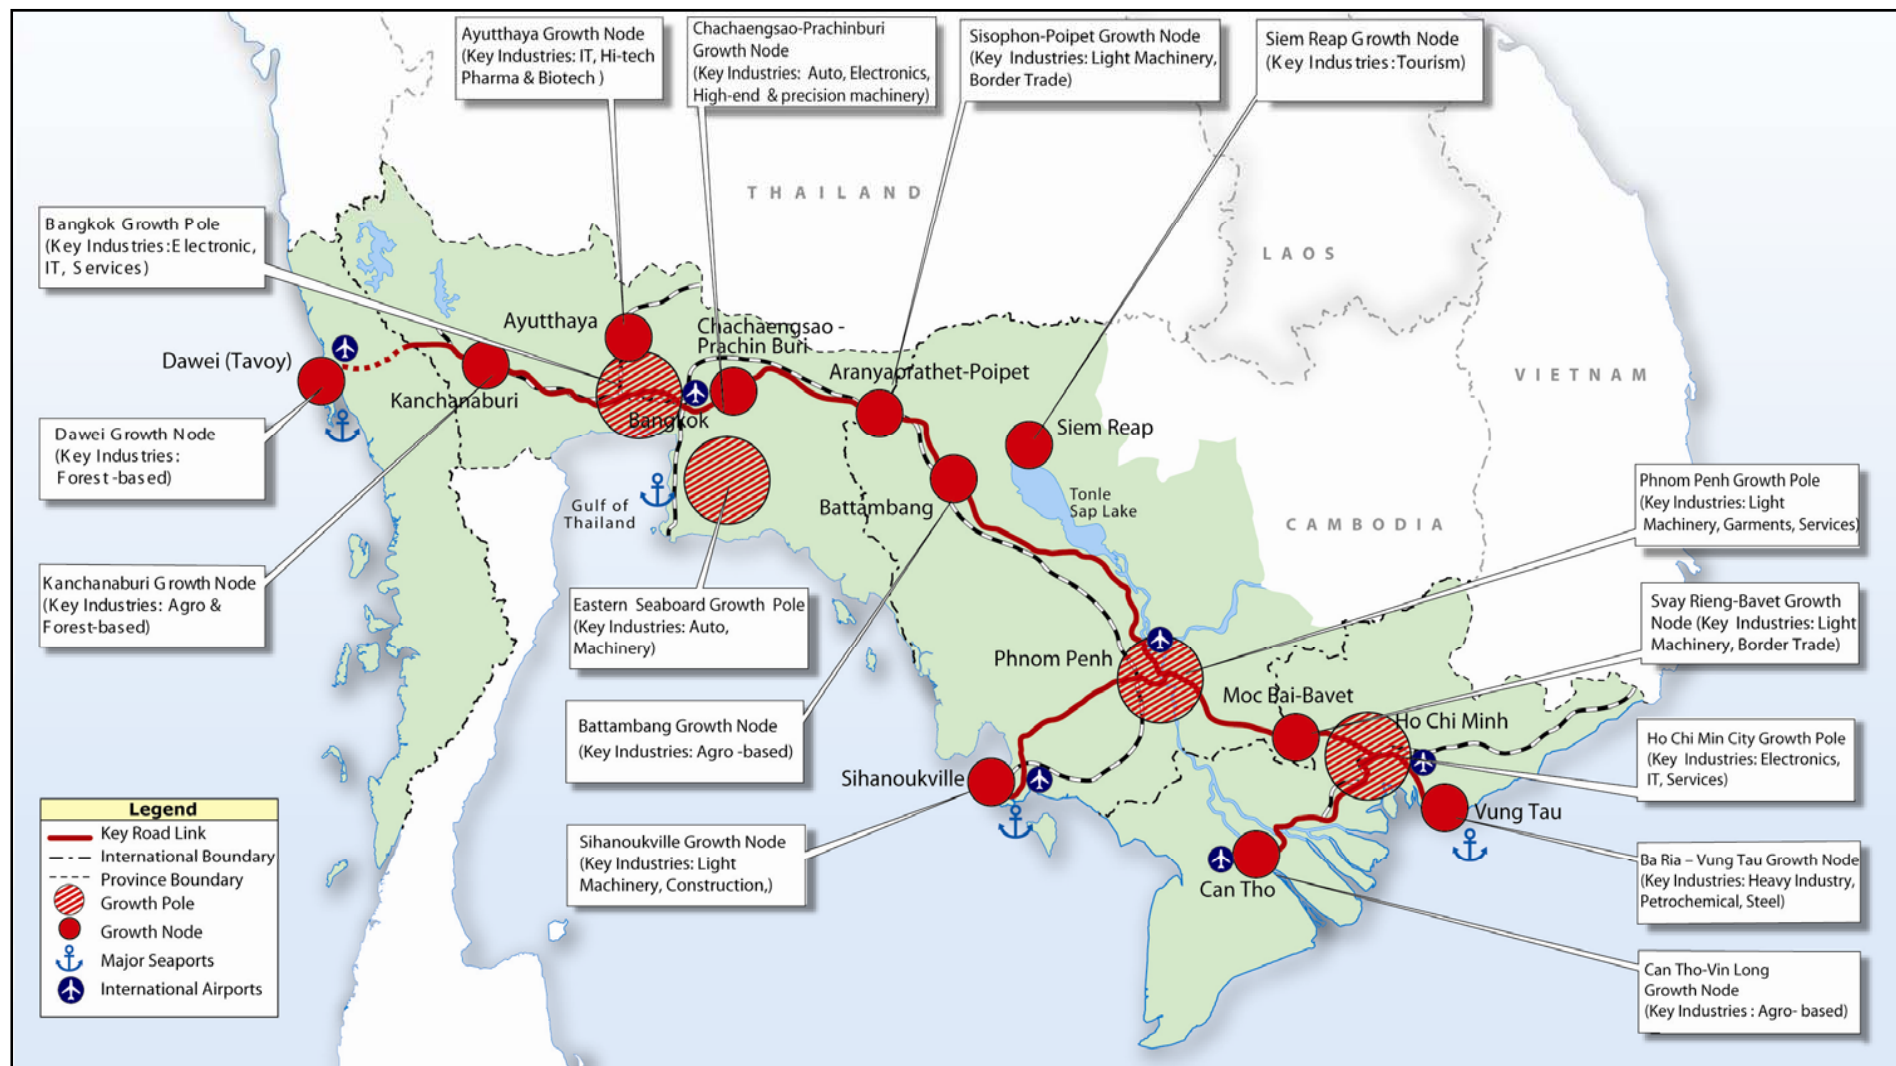 Ayutthaya Growth Node
(Key Industries: IT, Hi-tech
Pharma & Biotech )
Chachaengsao-Prachinburi
Growth Node
(Key Industries: Auto, Electronics,
High-end & precision machinery)
Sisophon-Poipet Growth Node
(Key Industries: Light Machinery,
Border Trade)
Siem Reap Growth Node
(Key Industries :Tourism)
THAILAND
LAOS
VIETNAM
CAMBODIA
Bangkok Growth Pole
(Key Industries :Electronic,
IT, Services)
Ayutthaya
Chachaengsao -
Prachin Buri
Dawei (Tavoy)
Kanchanaburi
Bangkok
Aranyaprathet-Poipet
Siem Reap
Battambang
Tonle
Sap Lake
Gulf of
Thailand
Dawei Growth Node
(Key Industries :
Forest -based)
Phnom Penh Growth Pole
(Key Industries: Light
Machinery, Garments, Services)
Kanchanaburi Growth Node
(Key Industries: Agro &
Forest-based)
Eastern Seaboard Growth Pole
(Key Industries: Auto,
Machinery)
Svay Rieng-Bavet Growth
Node (Key Industries: Light
Machinery, Border Trade)
Phnom Penh
Moc Bai-Bavet
Ho Chi Minh
Battambang Growth Node
(Key Industries: Agro -based)
Ho Chi Min City Growth Pole
(Key Industries: Electronics,
IT, Services)
Sihanoukville
Vung Tau
Can Tho
Sihanoukville Growth Node
(Key Industries: Light
Machinery, Construction,)
Ba Ria – Vung Tau Growth Node
(Key Industries: Heavy Industry,
Petrochemical, Steel)
Can Tho-Vin Long
Growth Node
(Key Industries : Agro- based)
Legend
Key Road Link
International Boundary
Province Boundary
Growth Pole
Growth Node
Major Seaports
International Airports